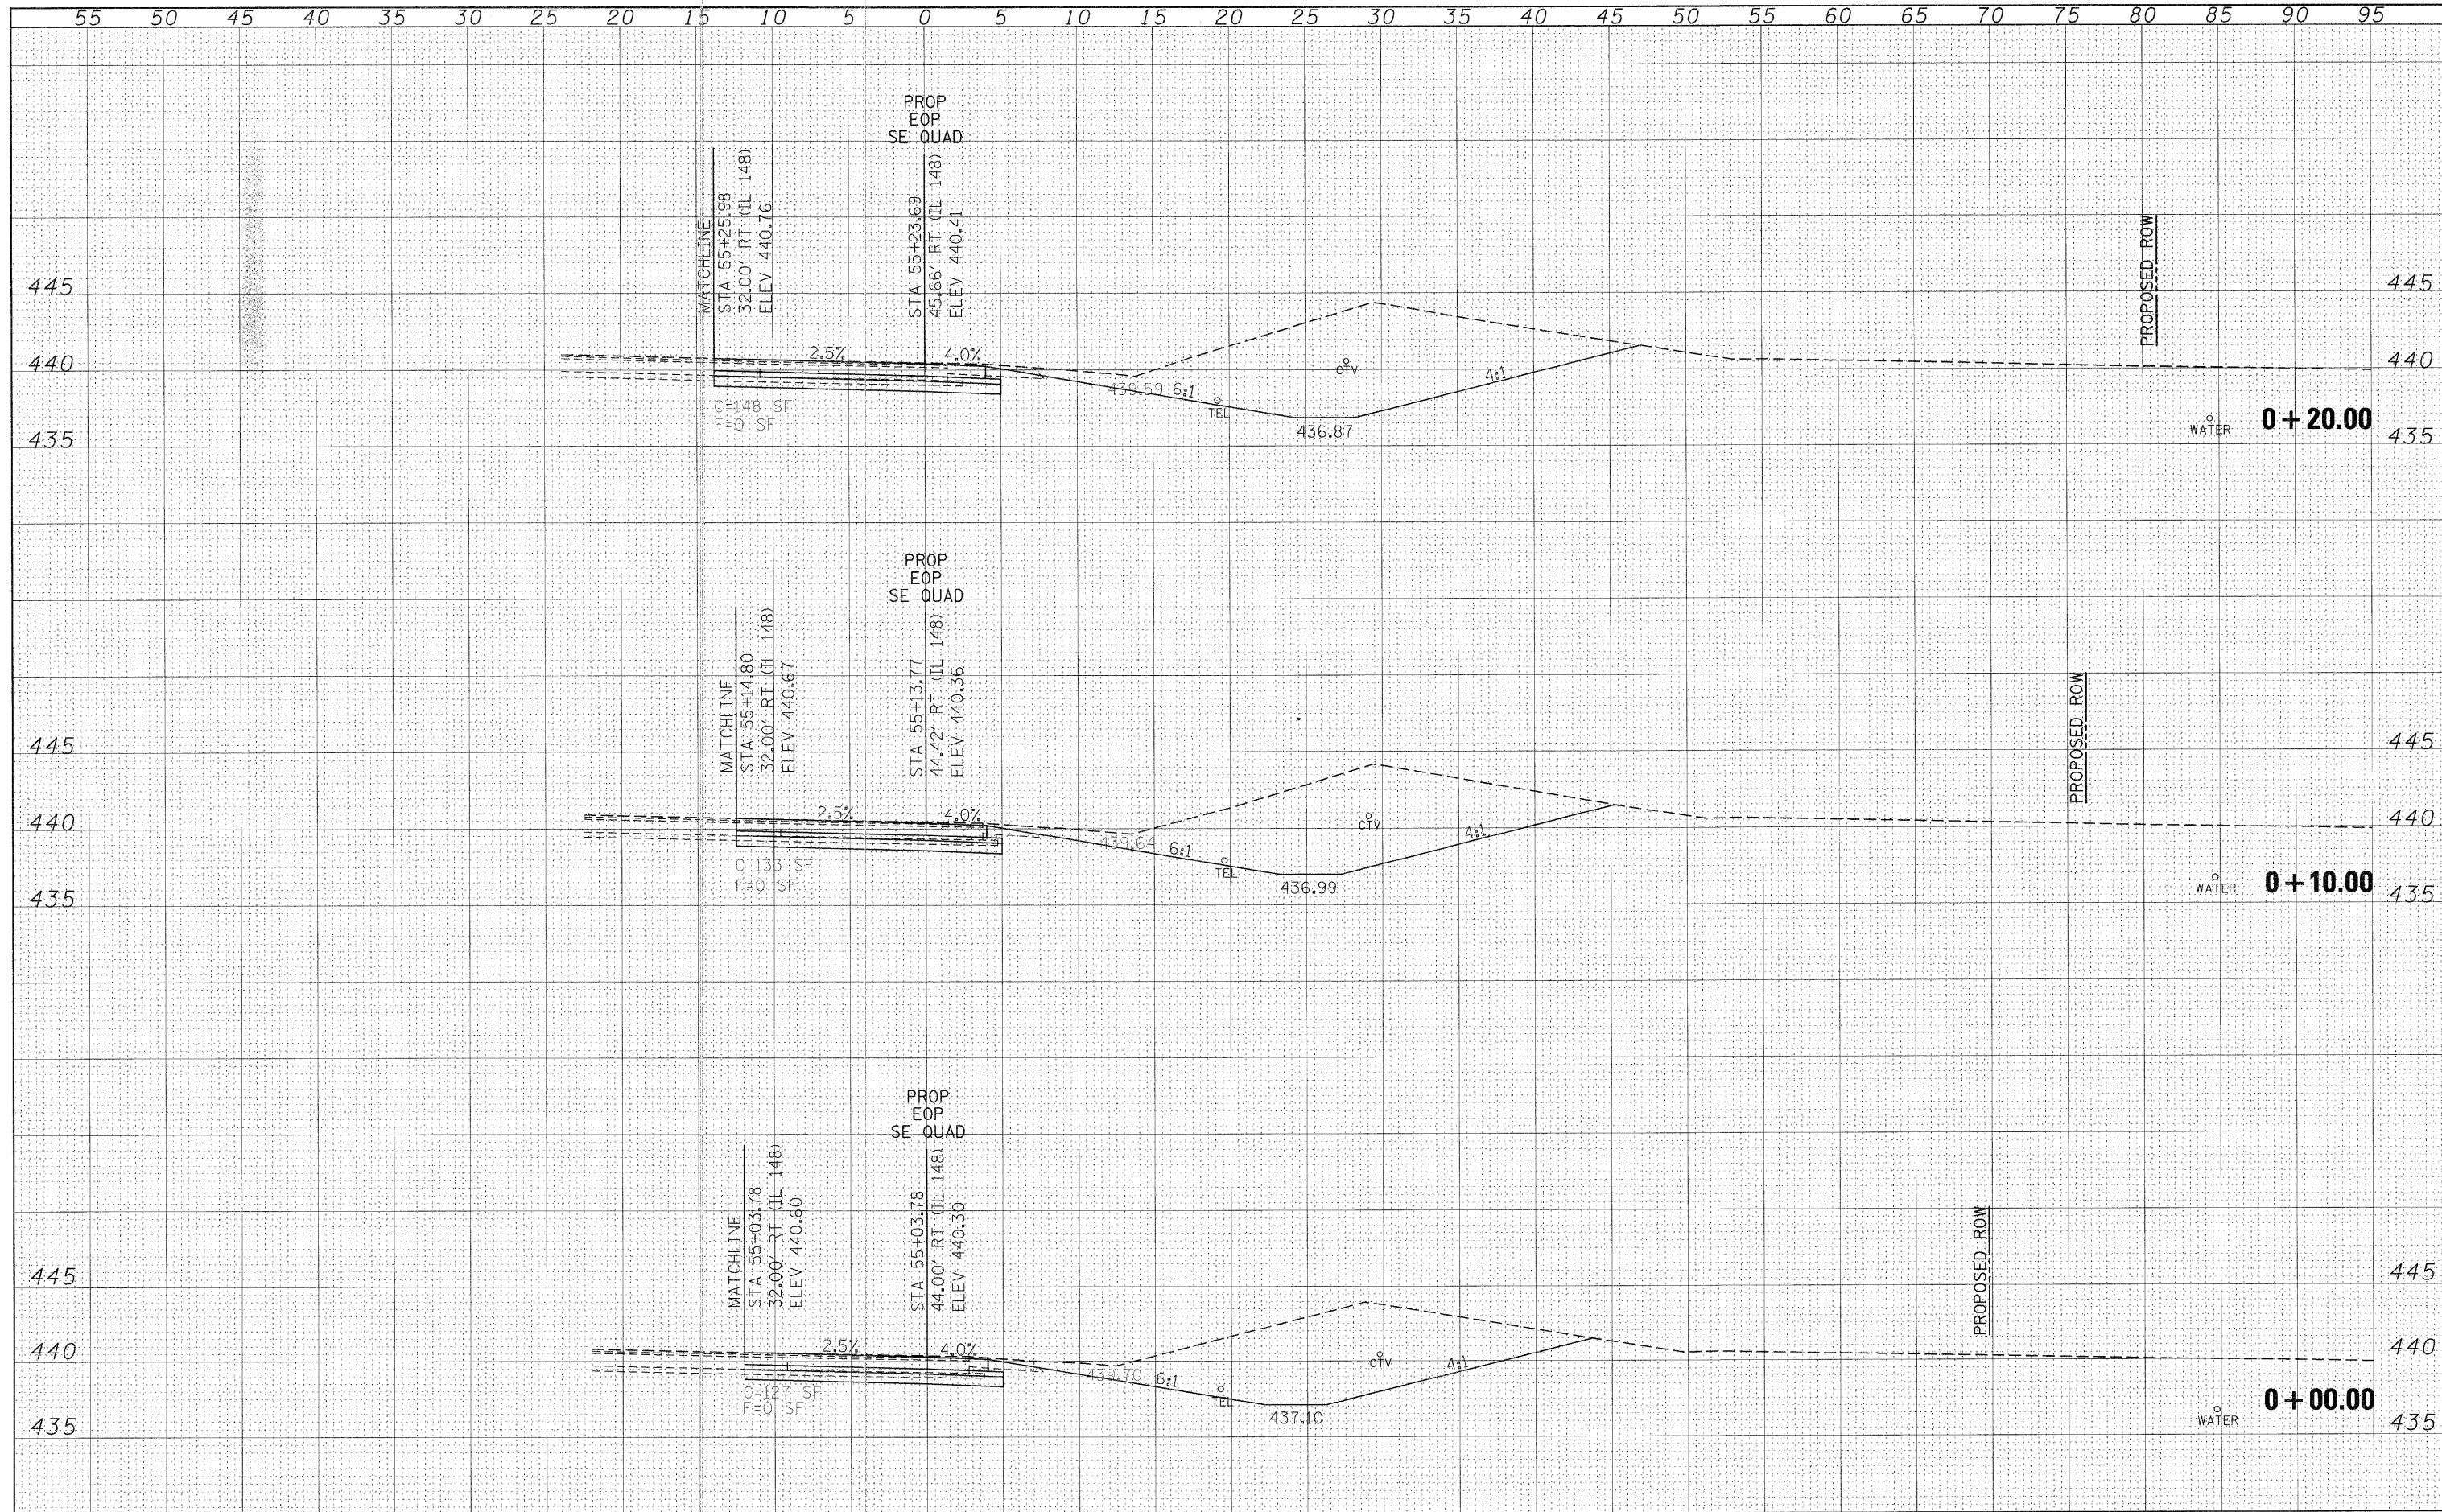 55 50 45 40 35 30 25 20 15 10 5 0 5 10 15 20 25 30 35 40 45 50 55 60 65 70 75 80 85 90 95
PROP
EOP
SE QUAD
MATCHLINE
STA 55+25.98
32.00' RT (IL 148)
ELEV 440.76
STA 55+23.69
45.66' RT (IL 148)
ELEV 440.41
PROPOSED ROW
445
445
2.5%
4.0%
440
440
439.59
6:1
4:1
CTV
TEL
C=148 SF
F=0 SF
436.87
WATER
0+20.00
435
435
PROP
EOP
SE QUAD
MATCHLINE
STA 55+14.80
32.00' RT (IL 148)
ELEV 440.67
STA 55+13.77
44.42' RT (IL 148)
ELEV 440.36
PROPOSED ROW
445
445
2.5%
4.0%
440
440
439.64
6:1
4:1
CTV
TEL
C=133 SF
F=0 SF
436.99
WATER
0+10.00
435
435
PROP
EOP
SE QUAD
MATCHLINE
STA 55+03.78
32.00' RT (IL 148)
ELEV 440.60
STA 55+03.78
44.00' RT (IL 148)
ELEV 440.30
PROPOSED ROW
445
445
2.5%
4.0%
440
440
439.70
6:1
4:1
CTV
TEL
C=127 SF
F=0 SF
437.10
WATER
0+00.00
435
435